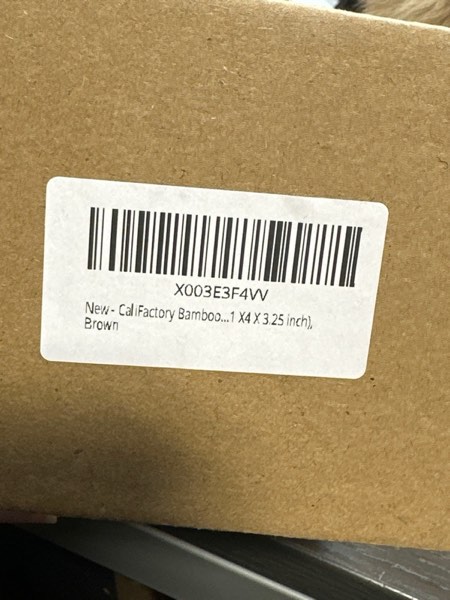 X003E3F4VV
New - CaliFactory Bamboo...1 X4 X 3.25 inch),
Brown